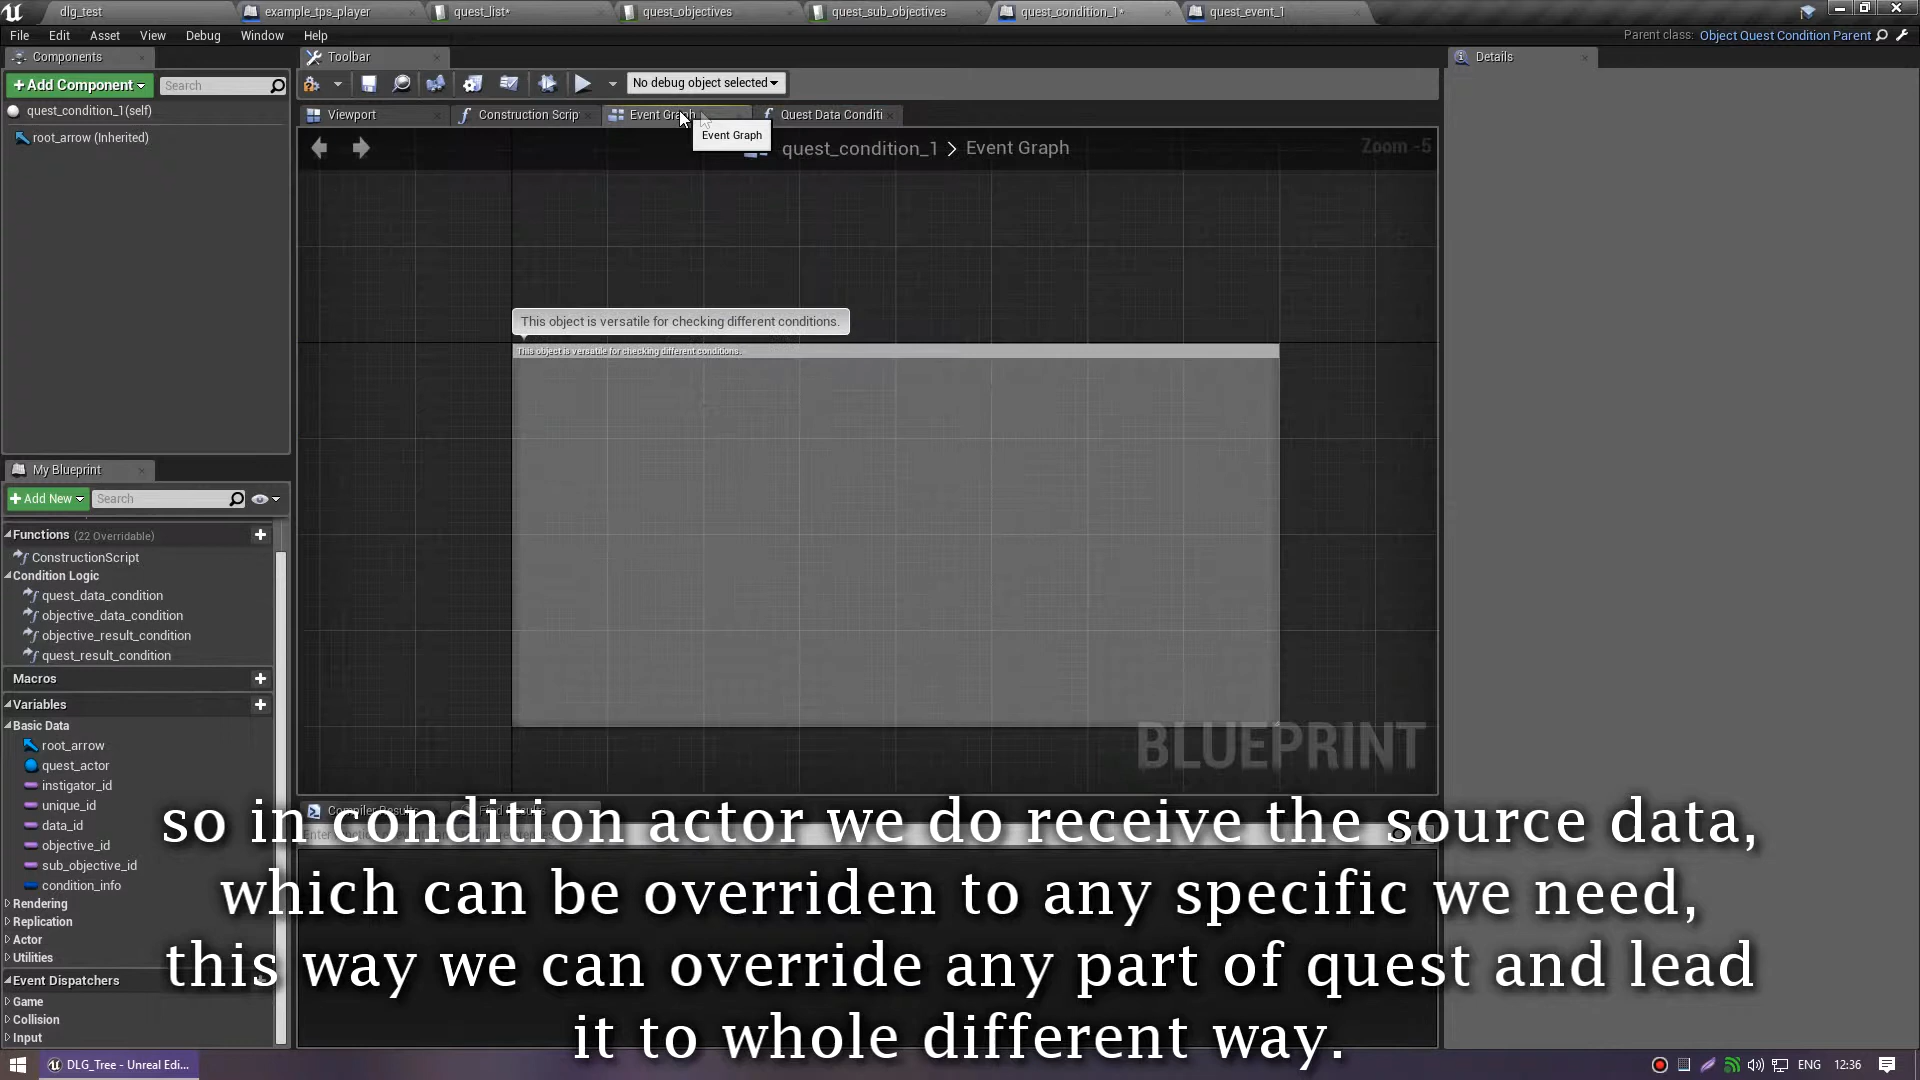 dlg_test
example_tps_player
quest_list*
quest_objectives
quest_sub_objectives
quest_condition_1*
quest_event_1
File Edit Asset View Debug Window Help
Parent class: Object Quest Condition Parent
Components
Toolbar
Details
+Add Component
Search
No debug object selected
quest_condition_1(self)
root_arrow (Inherited)
Viewport
Construction Scrip
Event Graph
Quest Data Conditi
Event Graph
quest_condition_1 > Event Graph
Zoom -5
This object is versatile for checking different conditions.
This object is versatile for checking different conditions.
BLUEPRINT
My Blueprint
+Add New
Search
Functions (22 Overridable)
ConstructionScript
Condition Logic
quest_data_condition
objective_data_condition
objective_result_condition
quest_result_condition
Macros
Variables
Basic Data
root_arrow
quest_actor
instigator_id
unique_id
data_id
objective_id
sub_objective_id
condition_info
Rendering
Replication
Actor
Utilities
Event Dispatchers
Game
Collision
Input
Compiler Results
Find Results
so in condition actor we do receive the source data,
which can be overriden to any specific we need,
this way we can override any part of quest and lead
it to whole different way.
DLG_Tree - Unreal Edi...
ENG
12:36